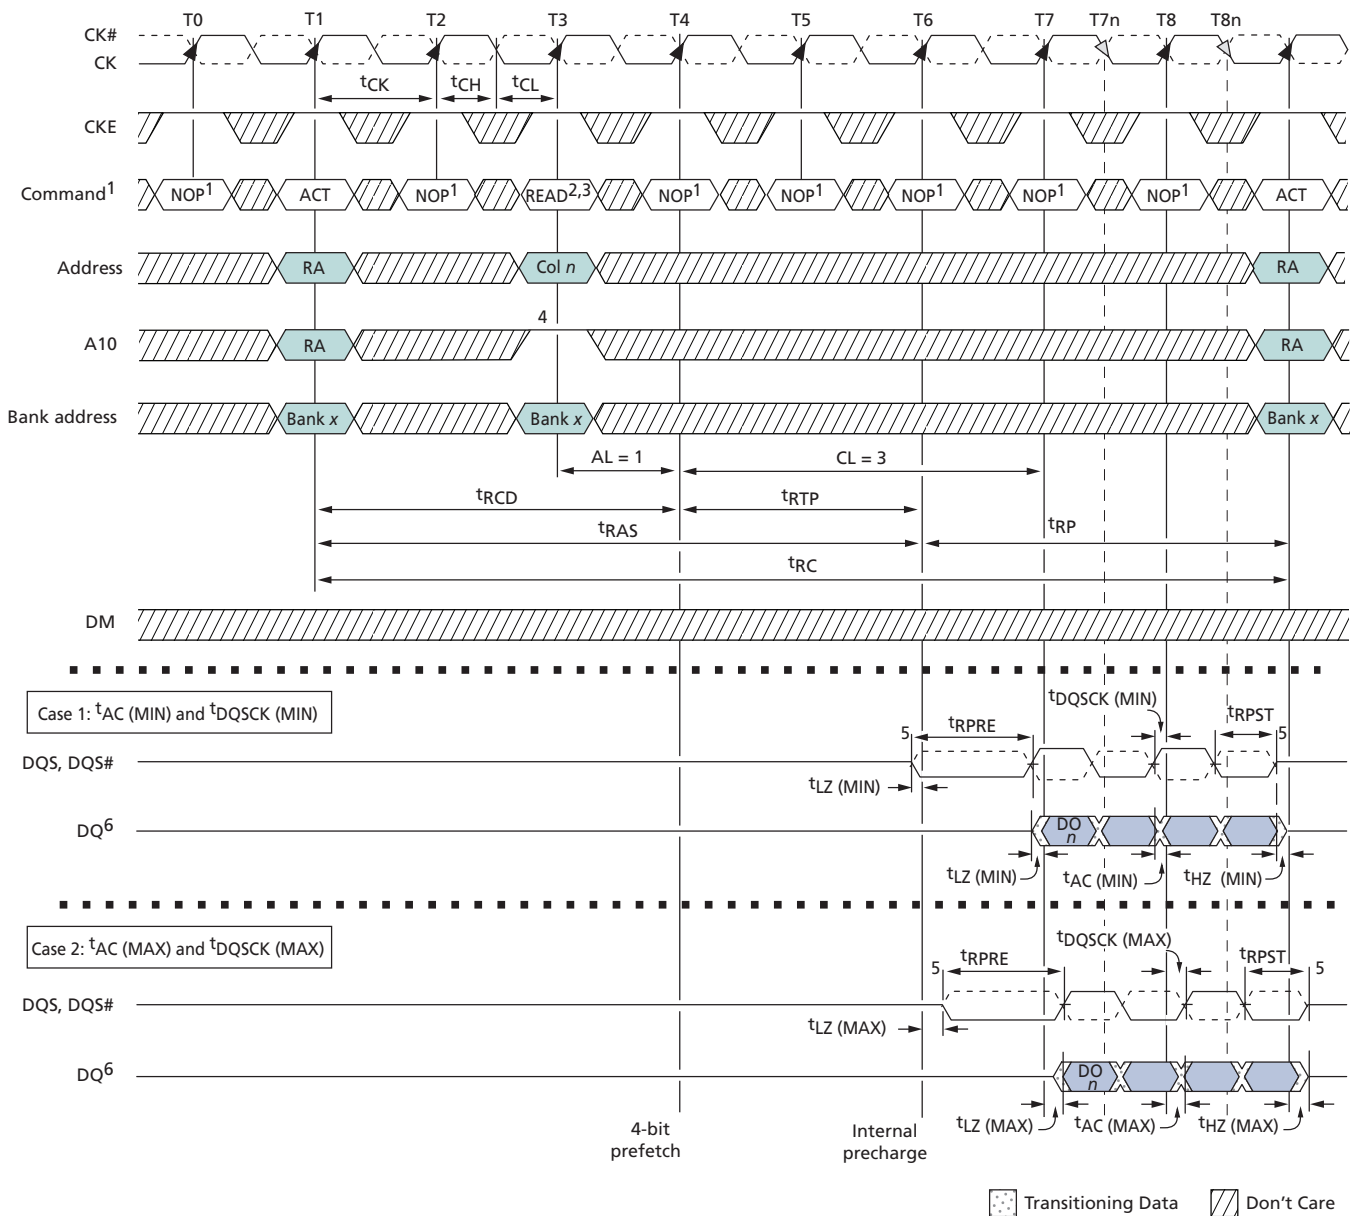 T0 T1 T2 T3 T4 T5 T6 T7 T7n T8 T8n
CK#
CK
tCK tCH tCL
CKE
Command1 NOP1 ACT NOP1 READ2,3 NOP1 NOP1 NOP1 NOP1 NOP1 ACT
Address RA Col n RA
4
A10 RA RA
Bank address Bank x Bank x Bank x
AL = 1 CL = 3
tRCD tRTP
tRAS tRP
tRC
DM
Case 1: tAC (MIN) and tDQSCK (MIN)
tDQSCK (MIN)
5 tRPRE tRPST 5
DQS, DQS#
tLZ (MIN)
DQ6 DO n
tLZ (MIN) tAC (MIN) tHZ (MIN)
Case 2: tAC (MAX) and tDQSCK (MAX)
tDQSCK (MAX)
5 tRPRE tRPST 5
DQS, DQS#
tLZ (MAX)
DQ6 DO n
tLZ (MAX) tAC (MAX) tHZ (MAX)
4-bit
prefetch
Internal
precharge
Transitioning Data Don't Care